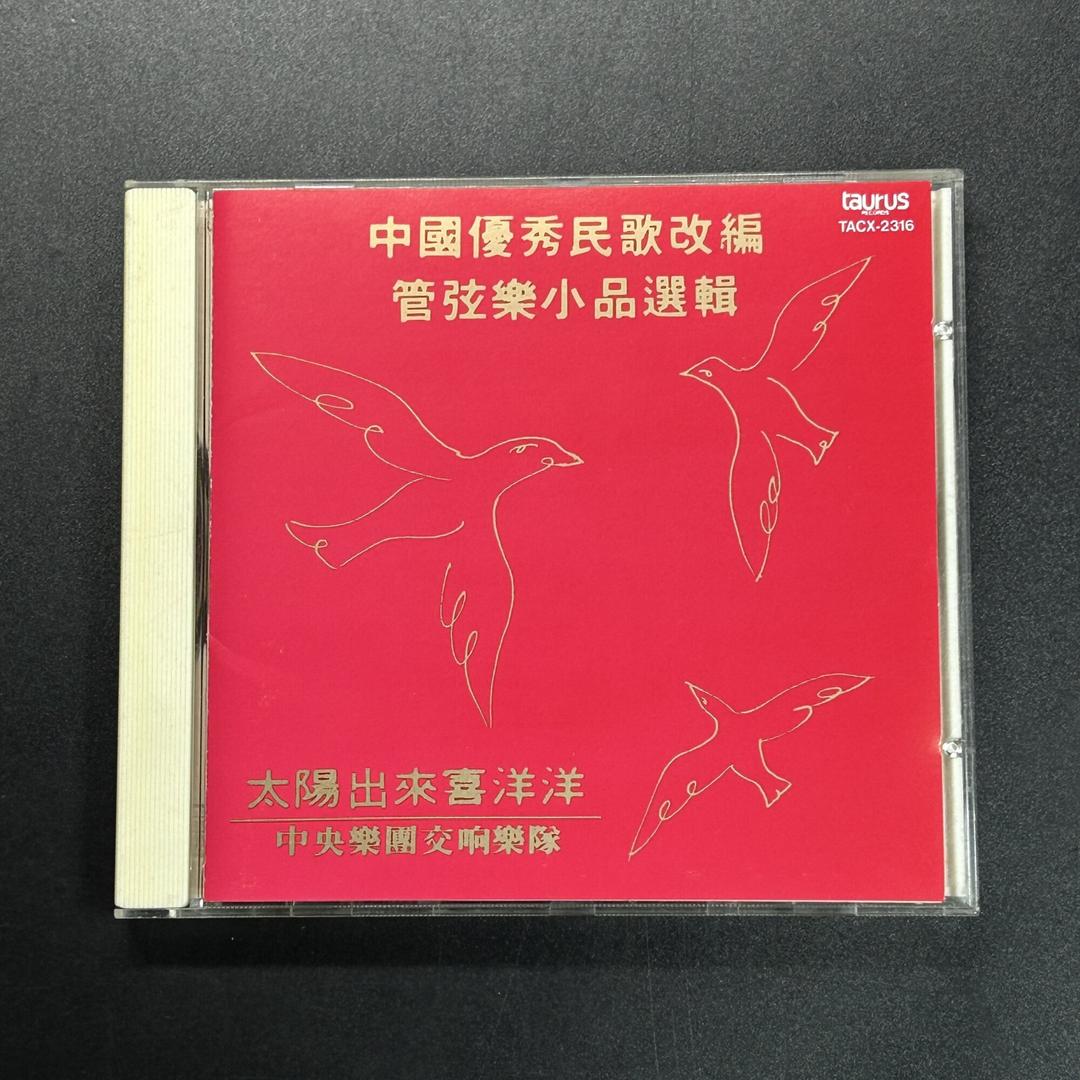 taurus
RECORDS
TACX-2316
中國優秀民歌改編
管弦樂小品選輯
太陽出來喜洋洋
中央樂團交响樂隊